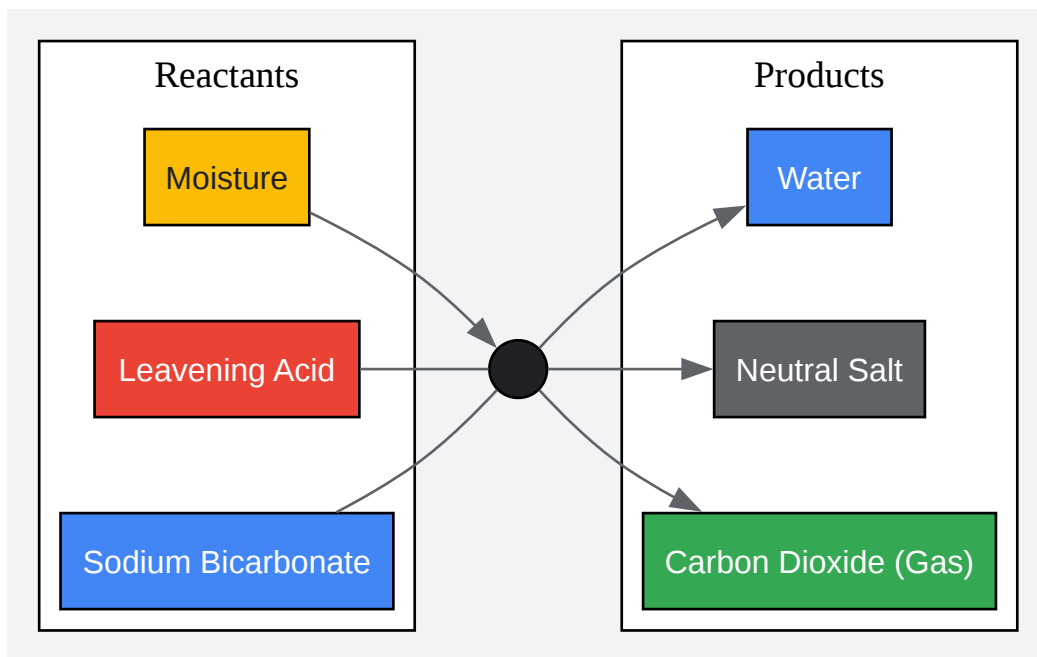 Reactants
Moisture
Leavening Acid
Sodium Bicarbonate
Products
Water
Neutral Salt
Carbon Dioxide (Gas)